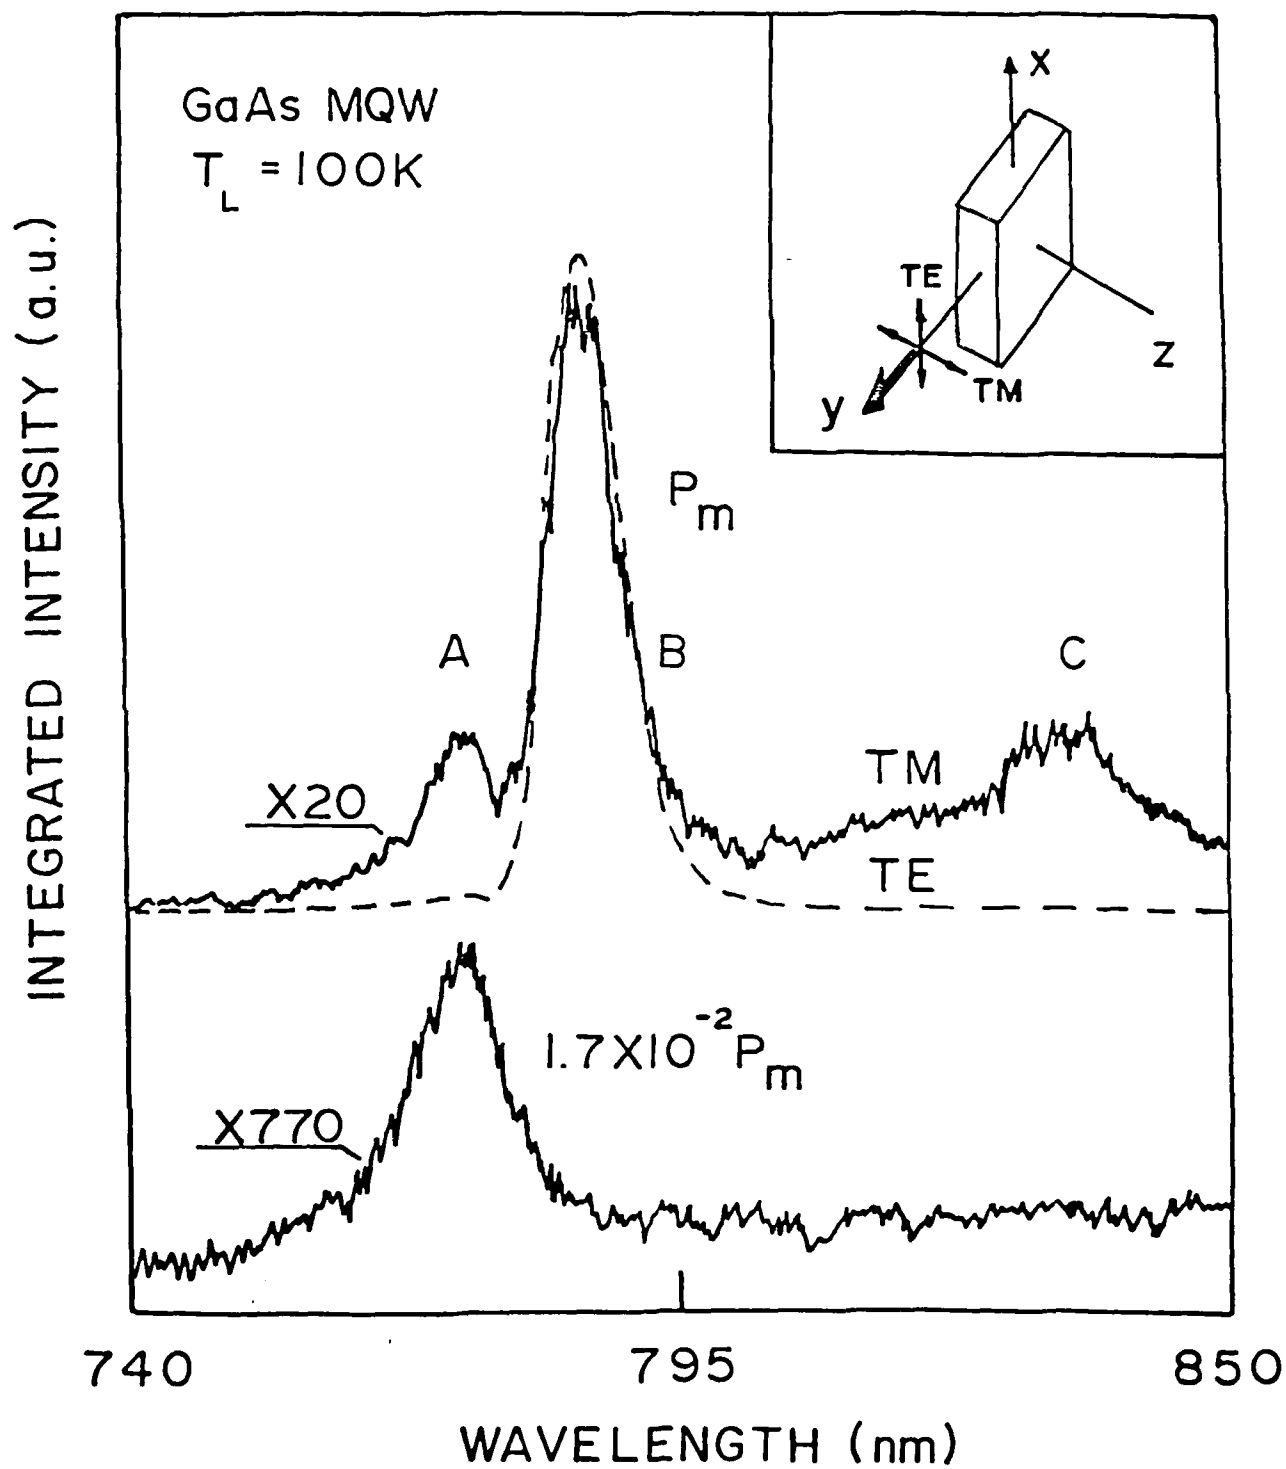 GaAs MQW
T_L = 100K
X
TE
TM
Z
y
P_m
A
B
C
TM
X20
TE
1.7X10^-2 P_m
X770
740 795 850
WAVELENGTH (nm)
INTEGRATED INTENSITY (a.u.)